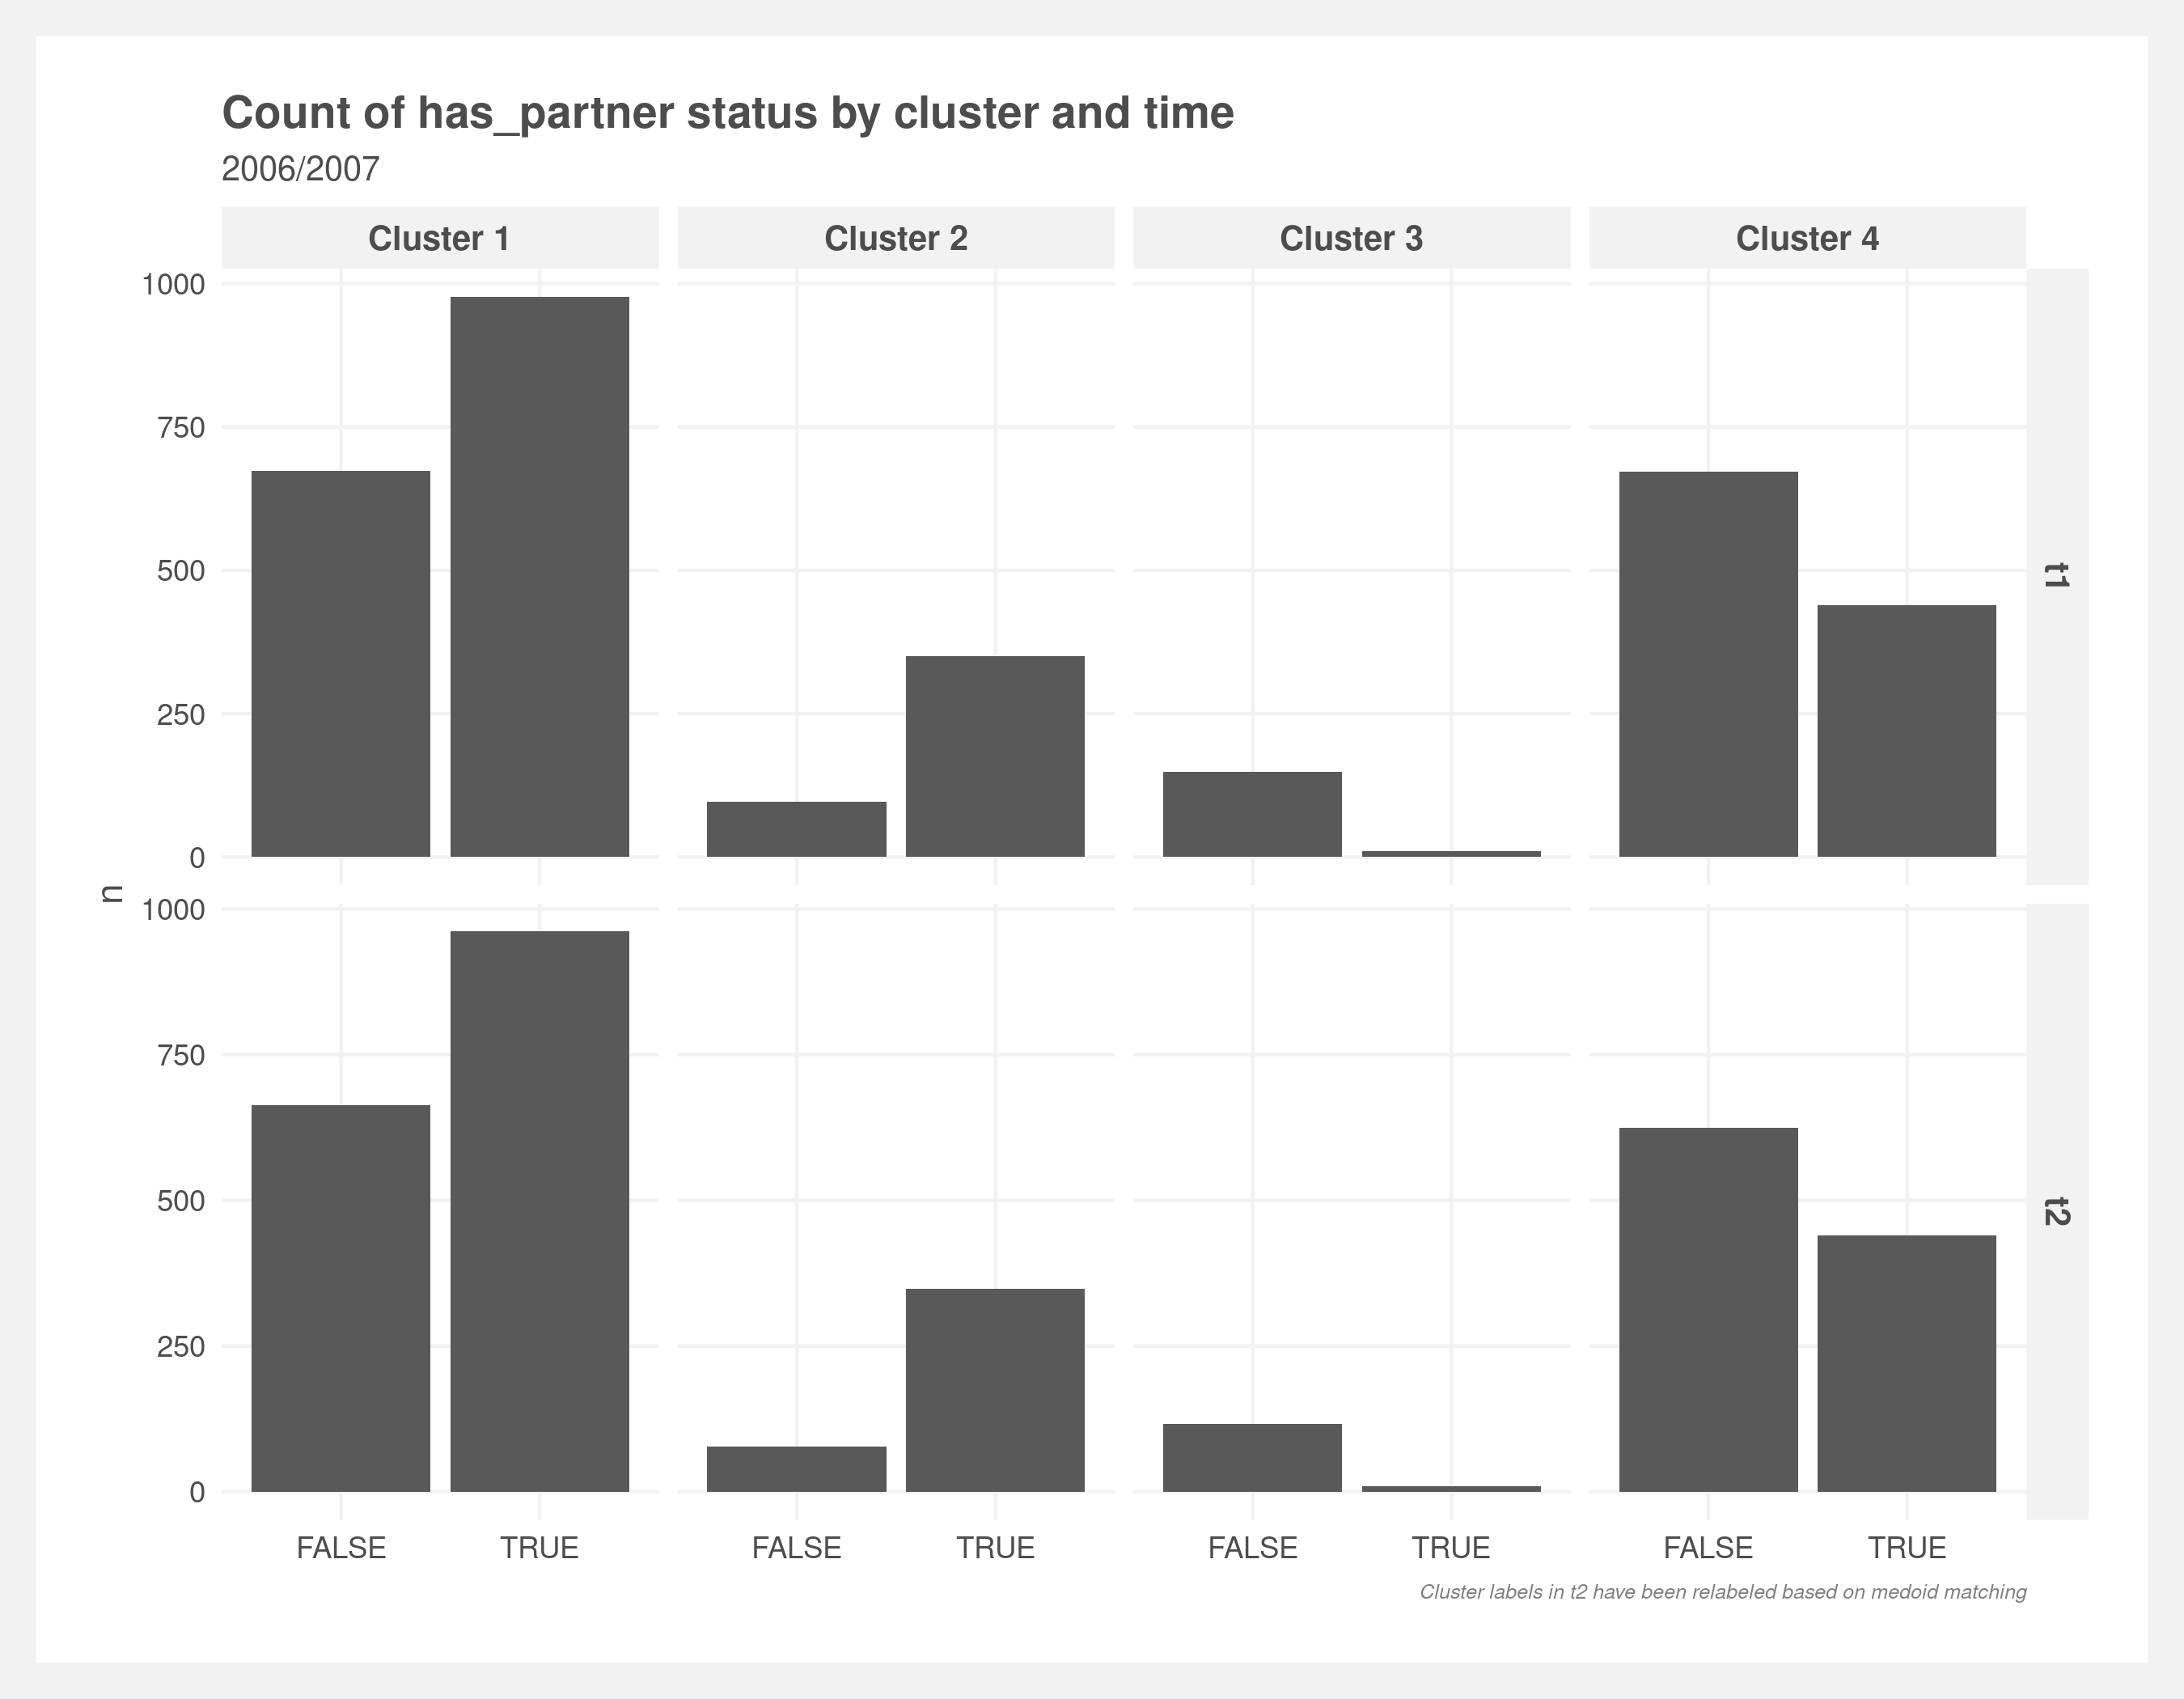 Count of has_partner status by cluster and time
2006/2007
Cluster 1 Cluster 2 Cluster 3 Cluster 4
1000
750
500
250
0
t1
n
1000
750
500
250
0
t2
FALSE TRUE FALSE TRUE FALSE TRUE FALSE TRUE
Cluster labels in t2 have been relabeled based on medoid matching